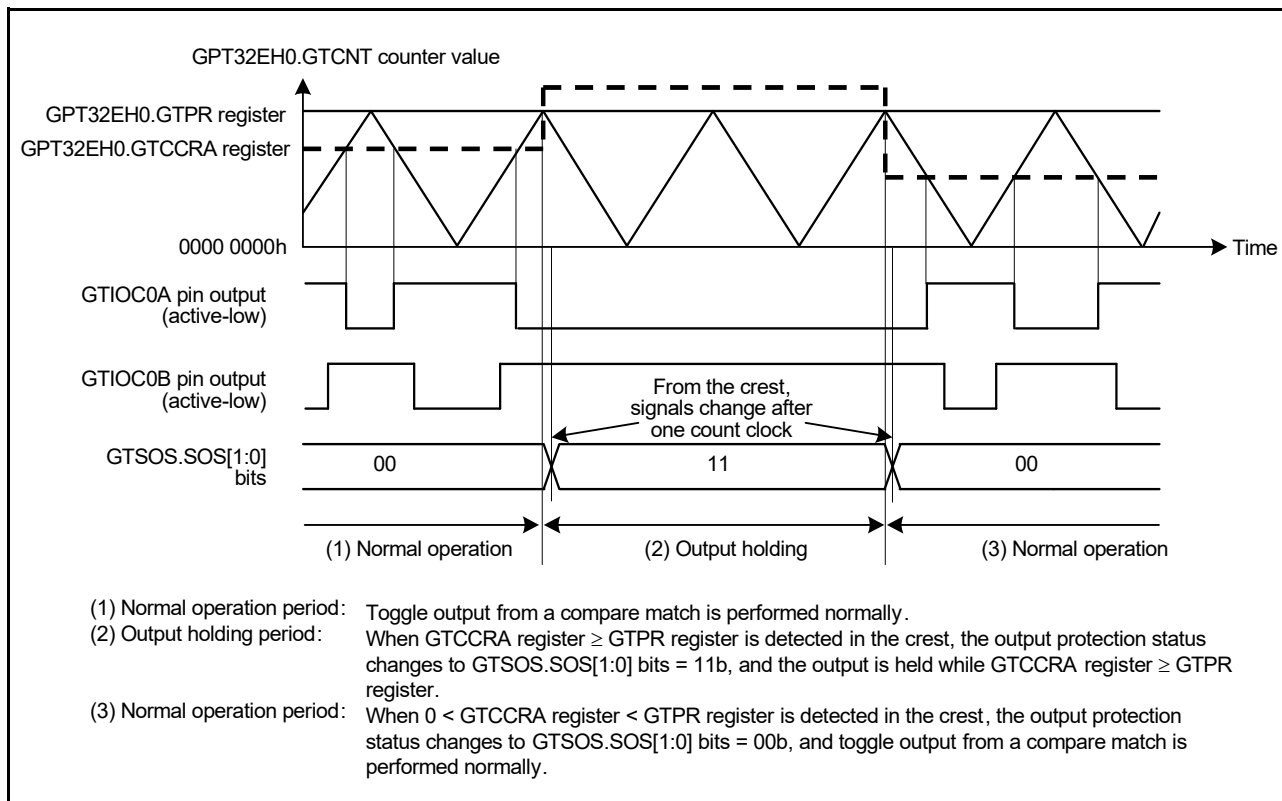 GPT32EH0.GTCNT counter value
GPT32EH0.GTPR register
GPT32EH0.GTCCRA register
0000 0000h
Time
GTIOC0A pin output
(active-low)
GTIOC0B pin output
(active-low)
From the crest,
signals change after
one count clock
GTSOS.SOS[1:0]
bits
00
11
00
(1) Normal operation
(2) Output holding
(3) Normal operation
(1) Normal operation period: Toggle output from a compare match is performed normally.
(2) Output holding period: When GTCCRA register ≥ GTPR register is detected in the crest, the output protection status
changes to GTSOS.SOS[1:0] bits = 11b, and the output is held while GTCCRA register ≥ GTPR
register.
(3) Normal operation period: When 0 < GTCCRA register < GTPR register is detected in the crest, the output protection
status changes to GTSOS.SOS[1:0] bits = 00b, and toggle output from a compare match is
performed normally.